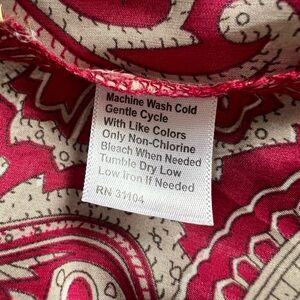 Machine Wash Cold
Gentle Cycle
With Like Colors
Only Non-Chlorine
Bleach When Needed
Tumble Dry Low
Low Iron If Needed
RN 31104